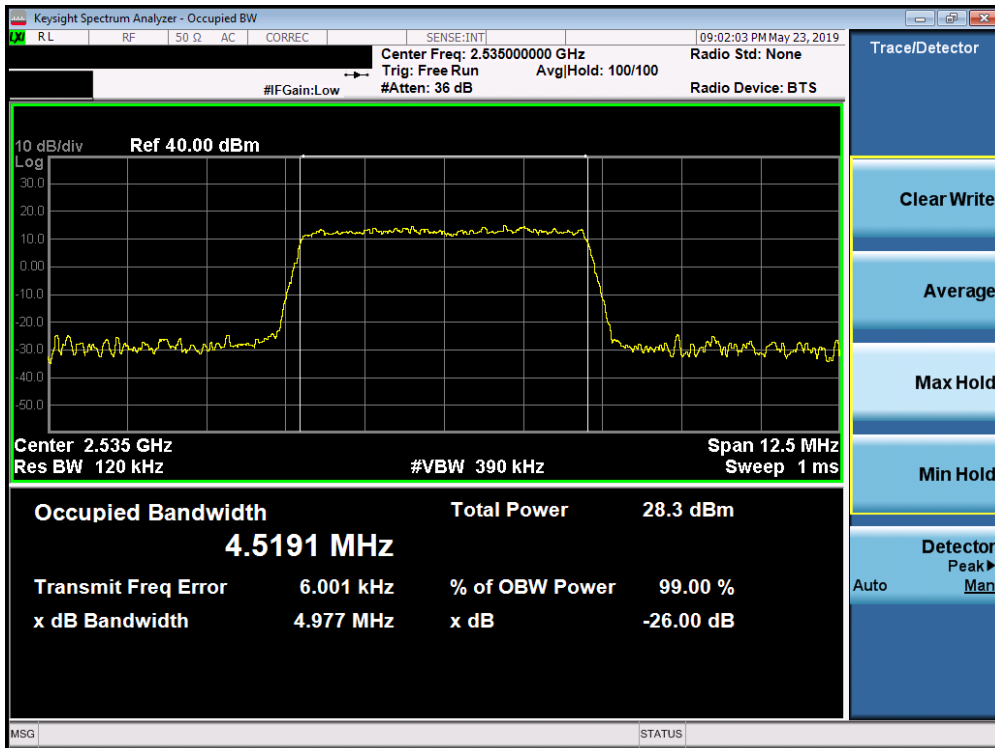 Keysight Spectrum Analyzer - Occupied BW
LXI RL RF 50 Ω AC CORREC SENSE:INT 09:02:03 PM May 23, 2019
Center Freq: 2.535000000 GHz Radio Std: None
Trig: Free Run Avg|Hold: 100/100
#IFGain:Low #Atten: 36 dB Radio Device: BTS
Trace/Detector
10 dB/div Ref 40.00 dBm
Log
30.0
20.0
10.0
0.00
-10.0
-20.0
-30.0
-40.0
-50.0
Center 2.535 GHz Span 12.5 MHz
Res BW 120 kHz #VBW 390 kHz Sweep 1 ms
Occupied Bandwidth Total Power 28.3 dBm
4.5191 MHz
Transmit Freq Error 6.001 kHz % of OBW Power 99.00 %
x dB Bandwidth 4.977 MHz x dB -26.00 dB
Clear Write
Average
Max Hold
Min Hold
Detector
Peak▶
Auto Man
MSG STATUS